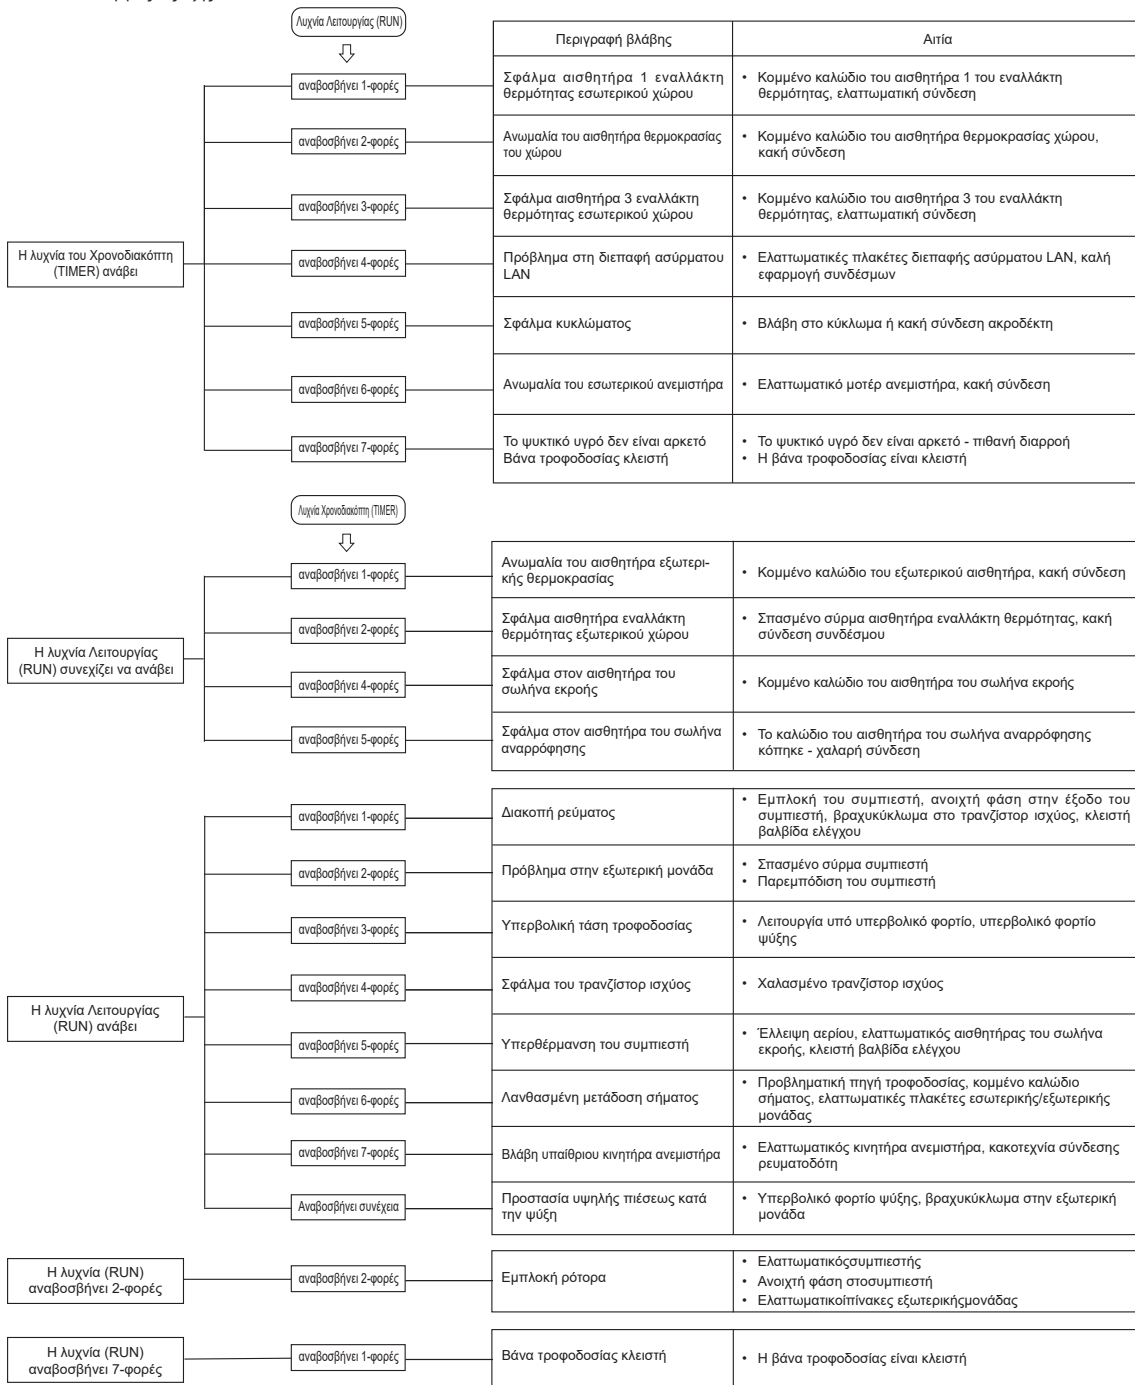 Λυχνία Λειτουργίας (RUN)
Περιγραφή βλάβης
Αιτία
αναβοσβήνει 1-φορές
Σφάλμα αισθητήρα 1 εναλλάκτη
θερμότητας εσωτερικού χώρου
• Κομμένο καλώδιο του αισθητήρα 1 του εναλλάκτη
θερμότητας, ελαττωματική σύνδεση
αναβοσβήνει 2-φορές
Ανωμαλία του αισθητήρα θερμοκρασίας
του χώρου
• Κομμένο καλώδιο του αισθητήρα θερμοκρασίας χώρου,
κακή σύνδεση
αναβοσβήνει 3-φορές
Σφάλμα αισθητήρα 3 εναλλάκτη
θερμότητας εσωτερικού χώρου
• Κομμένο καλώδιο του αισθητήρα 3 του εναλλάκτη
θερμότητας, ελαττωματική σύνδεση
Η λυχνία του Χρονοδιακόπτη
(TIMER) ανάβει
αναβοσβήνει 4-φορές
Πρόβλημα στη διεπαφή ασύρματου
LAN
• Ελαττωματικές πλακέτες διεπαφής ασύρματου LAN, καλή
εφαρμογή συνδέσμων
αναβοσβήνει 5-φορές
Σφάλμα κυκλώματος
• Βλάβη στο κύκλωμα ή κακή σύνδεση ακροδέκτη
αναβοσβήνει 6-φορές
Ανωμαλία του εσωτερικού ανεμιστήρα
• Ελαττωματικό μοτέρ ανεμιστήρα, κακή σύνδεση
αναβοσβήνει 7-φορές
Το ψυκτικό υγρό δεν είναι αρκετό
Βάνα τροφοδοσίας κλειστή
• Το ψυκτικό υγρό δεν είναι αρκετό - πιθανή διαρροή
• Η βάνα τροφοδοσίας είναι κλειστή
Λυχνία Χρονοδιακόπτη (TIMER)
αναβοσβήνει 1-φορές
Ανωμαλία του αισθητήρα εξωτερι-
κής θερμοκρασίας
• Κομμένο καλώδιο του εξωτερικού αισθητήρα, κακή σύνδεση
αναβοσβήνει 2-φορές
Σφάλμα αισθητήρα εναλλάκτη
θερμότητας εξωτερικού χώρου
• Σπασμένο σύρμα αισθητήρα εναλλάκτη θερμότητας, κακή
σύνδεση συνδέσμου
Η λυχνία Λειτουργίας
(RUN) συνεχίζει να ανάβει
αναβοσβήνει 4-φορές
Σφάλμα στον αισθητήρα του
σωλήνα εκροής
• Κομμένο καλώδιο του αισθητήρα του σωλήνα εκροής
αναβοσβήνει 5-φορές
Σφάλμα στον αισθητήρα του σωλήνα
αναρρόφησης
• Το καλώδιο του αισθητήρα του σωλήνα αναρρόφησης
κόπηκε - χαλαρή σύνδεση
αναβοσβήνει 1-φορές
Διακοπή ρεύματος
• Εμπλοκή του συμπιεστή, ανοιχτή φάση στην έξοδο του
συμπιεστή, βραχυκύκλωμα στο τρανζίστορ ισχύος, κλειστή
βαλβίδα ελέγχου
αναβοσβήνει 2-φορές
Πρόβλημα στην εξωτερική μονάδα
• Σπασμένο σύρμα συμπιεστή
• Παρεμπόδιση του συμπιεστή
αναβοσβήνει 3-φορές
Υπερβολική τάση τροφοδοσίας
• Λειτουργία υπό υπερβολικό φορτίο, υπερβολικό φορτίο
ψύξης
αναβοσβήνει 4-φορές
Σφάλμα του τρανζίστορ ισχύος
• Χαλασμένο τρανζίστορ ισχύος
Η λυχνία Λειτουργίας
(RUN) ανάβει
αναβοσβήνει 5-φορές
Υπερθέρμανση του συμπιεστή
• Έλλειψη αερίου, ελαττωματικός αισθητήρας του σωλήνα
εκροής, κλειστή βαλβίδα ελέγχου
αναβοσβήνει 6-φορές
Λανθασμένη μετάδοση σήματος
• Προβληματική πηγή τροφοδοσίας, κομμένο καλώδιο
σήματος, ελαττωματικές πλακέτες εσωτερικής/εξωτερικής
μονάδας
αναβοσβήνει 7-φορές
Βλάβη υπαίθριου κινητήρα ανεμιστήρα
• Ελαττωματικός κινητήρα ανεμιστήρα, κακοτεχνία σύνδεσης
ρευματοδότη
Αναβοσβήνει συνέχεια
Προστασία υψηλής πιέσεως κατά
την ψύξη
• Υπερβολικό φορτίο ψύξης, βραχυκύκλωμα στην εξωτερική
μονάδα
Η λυχνία (RUN)
αναβοσβήνει 2-φορές
αναβοσβήνει 2-φορές
Εμπλοκή ρότορα
• Ελαττωματικόςσυμπιεστής
• Ανοιχτή φάση στοσυμπιεστή
• Ελαττωματικοίπίνακες εξωτερικήςμονάδας
Η λυχνία (RUN)
αναβοσβήνει 7-φορές
αναβοσβήνει 1-φορές
Βάνα τροφοδοσίας κλειστή
• Η βάνα τροφοδοσίας είναι κλειστή